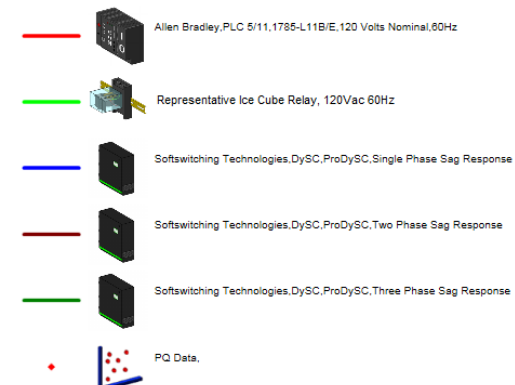 Allen Bradley,PLC 5/11,1785-L11B/E,120 Volts Nominal,60Hz
Representative Ice Cube Relay, 120Vac 60Hz
Softswitching Technologies,DySC,ProDySC,Single Phase Sag Response
Softswitching Technologies,DySC,ProDySC,Two Phase Sag Response
Softswitching Technologies,DySC,ProDySC,Three Phase Sag Response
PQ Data,